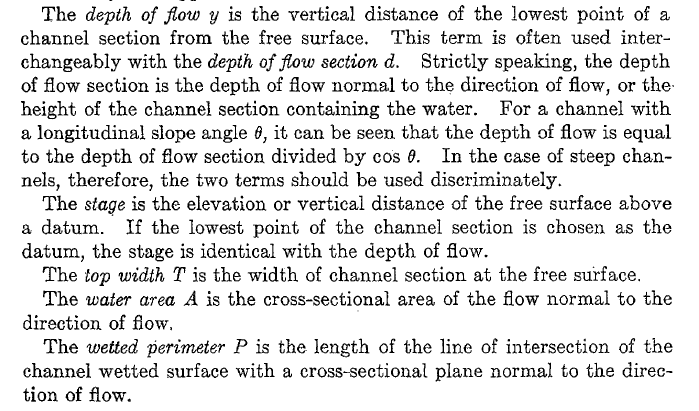 The depth of flow y is the vertical distance of the lowest point of a
channel section from the free surface. This term is often used inter-
changeably with the depth of flow section d. Strictly speaking, the depth
of flow section is the depth of flow normal to the direction of flow, or the
height of the channel section containing the water. For a channel with
a longitudinal slope angle θ, it can be seen that the depth of flow is equal
to the depth of flow section divided by cos θ. In the case of steep chan-
nels, therefore, the two terms should be used discriminately.
The stage is the elevation or vertical distance of the free surface above
a datum. If the lowest point of the channel section is chosen as the
datum, the stage is identical with the depth of flow.
The top width T is the width of channel section at the free surface.
The water area A is the cross-sectional area of the flow normal to the
direction of flow.
The wetted perimeter P is the length of the line of intersection of the
channel wetted surface with a cross-sectional plane normal to the direc-
tion of flow.